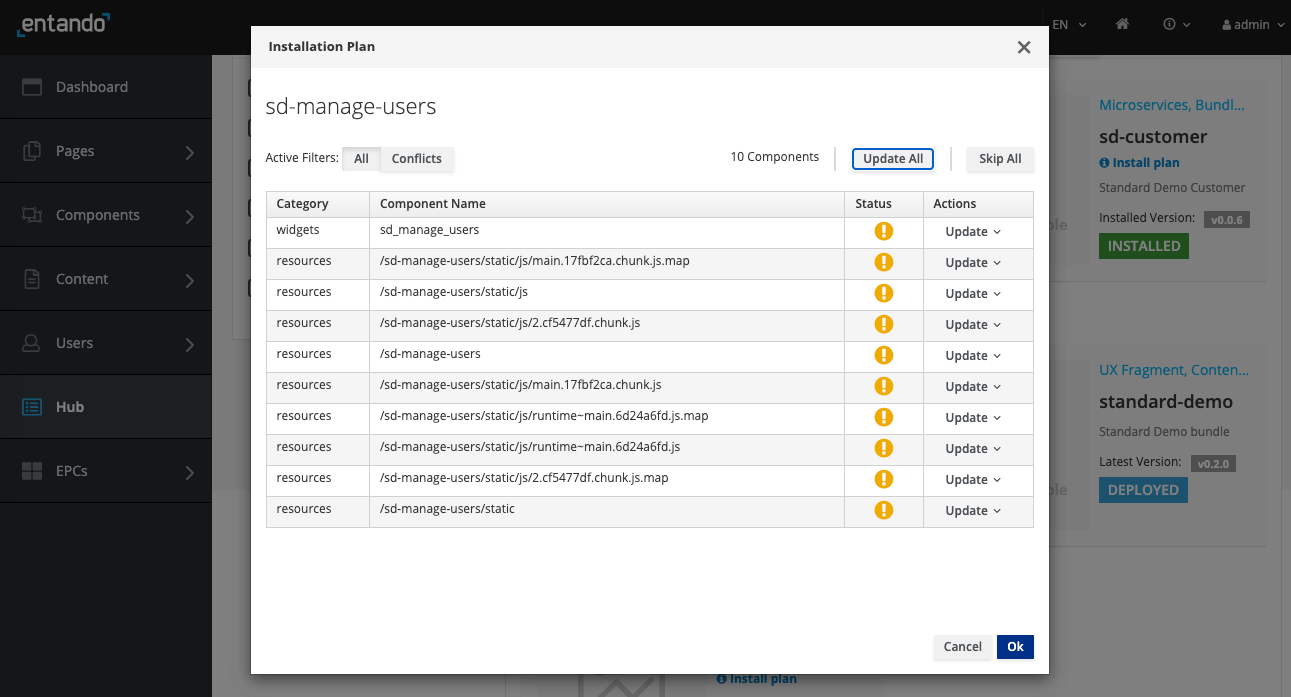 entando
EN
admin
Dashboard
Pages
Components
Content
Users
Hub
EPCs
Installation Plan
sd-manage-users
Active Filters: All Conflicts
10 Components Update All Skip All
Category Component Name Status Actions
widgets sd_manage_users Update
resources /sd-manage-users/static/js/main.17fbf2ca.chunk.js.map Update
resources /sd-manage-users/static/js Update
resources /sd-manage-users/static/js/2.cf5477df.chunk.js Update
resources /sd-manage-users Update
resources /sd-manage-users/static/js/main.17fbf2ca.chunk.js Update
resources /sd-manage-users/static/js/runtime~main.6d24a6fd.js.map Update
resources /sd-manage-users/static/js/runtime~main.6d24a6fd.js Update
resources /sd-manage-users/static/js/2.cf5477df.chunk.js.map Update
resources /sd-manage-users/static Update
Cancel Ok
Microservices, Bundl...
sd-customer
Install plan
Standard Demo Customer
Installed Version: v0.0.6
INSTALLED
UX Fragment, Conten...
standard-demo
Standard Demo bundle
Latest Version: v0.2.0
DEPLOYED
Install plan